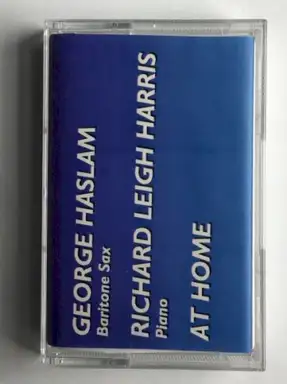 GEORGE HASLAM
Baritone Sax
RICHARD LEIGH HARRIS
Piano
AT HOME